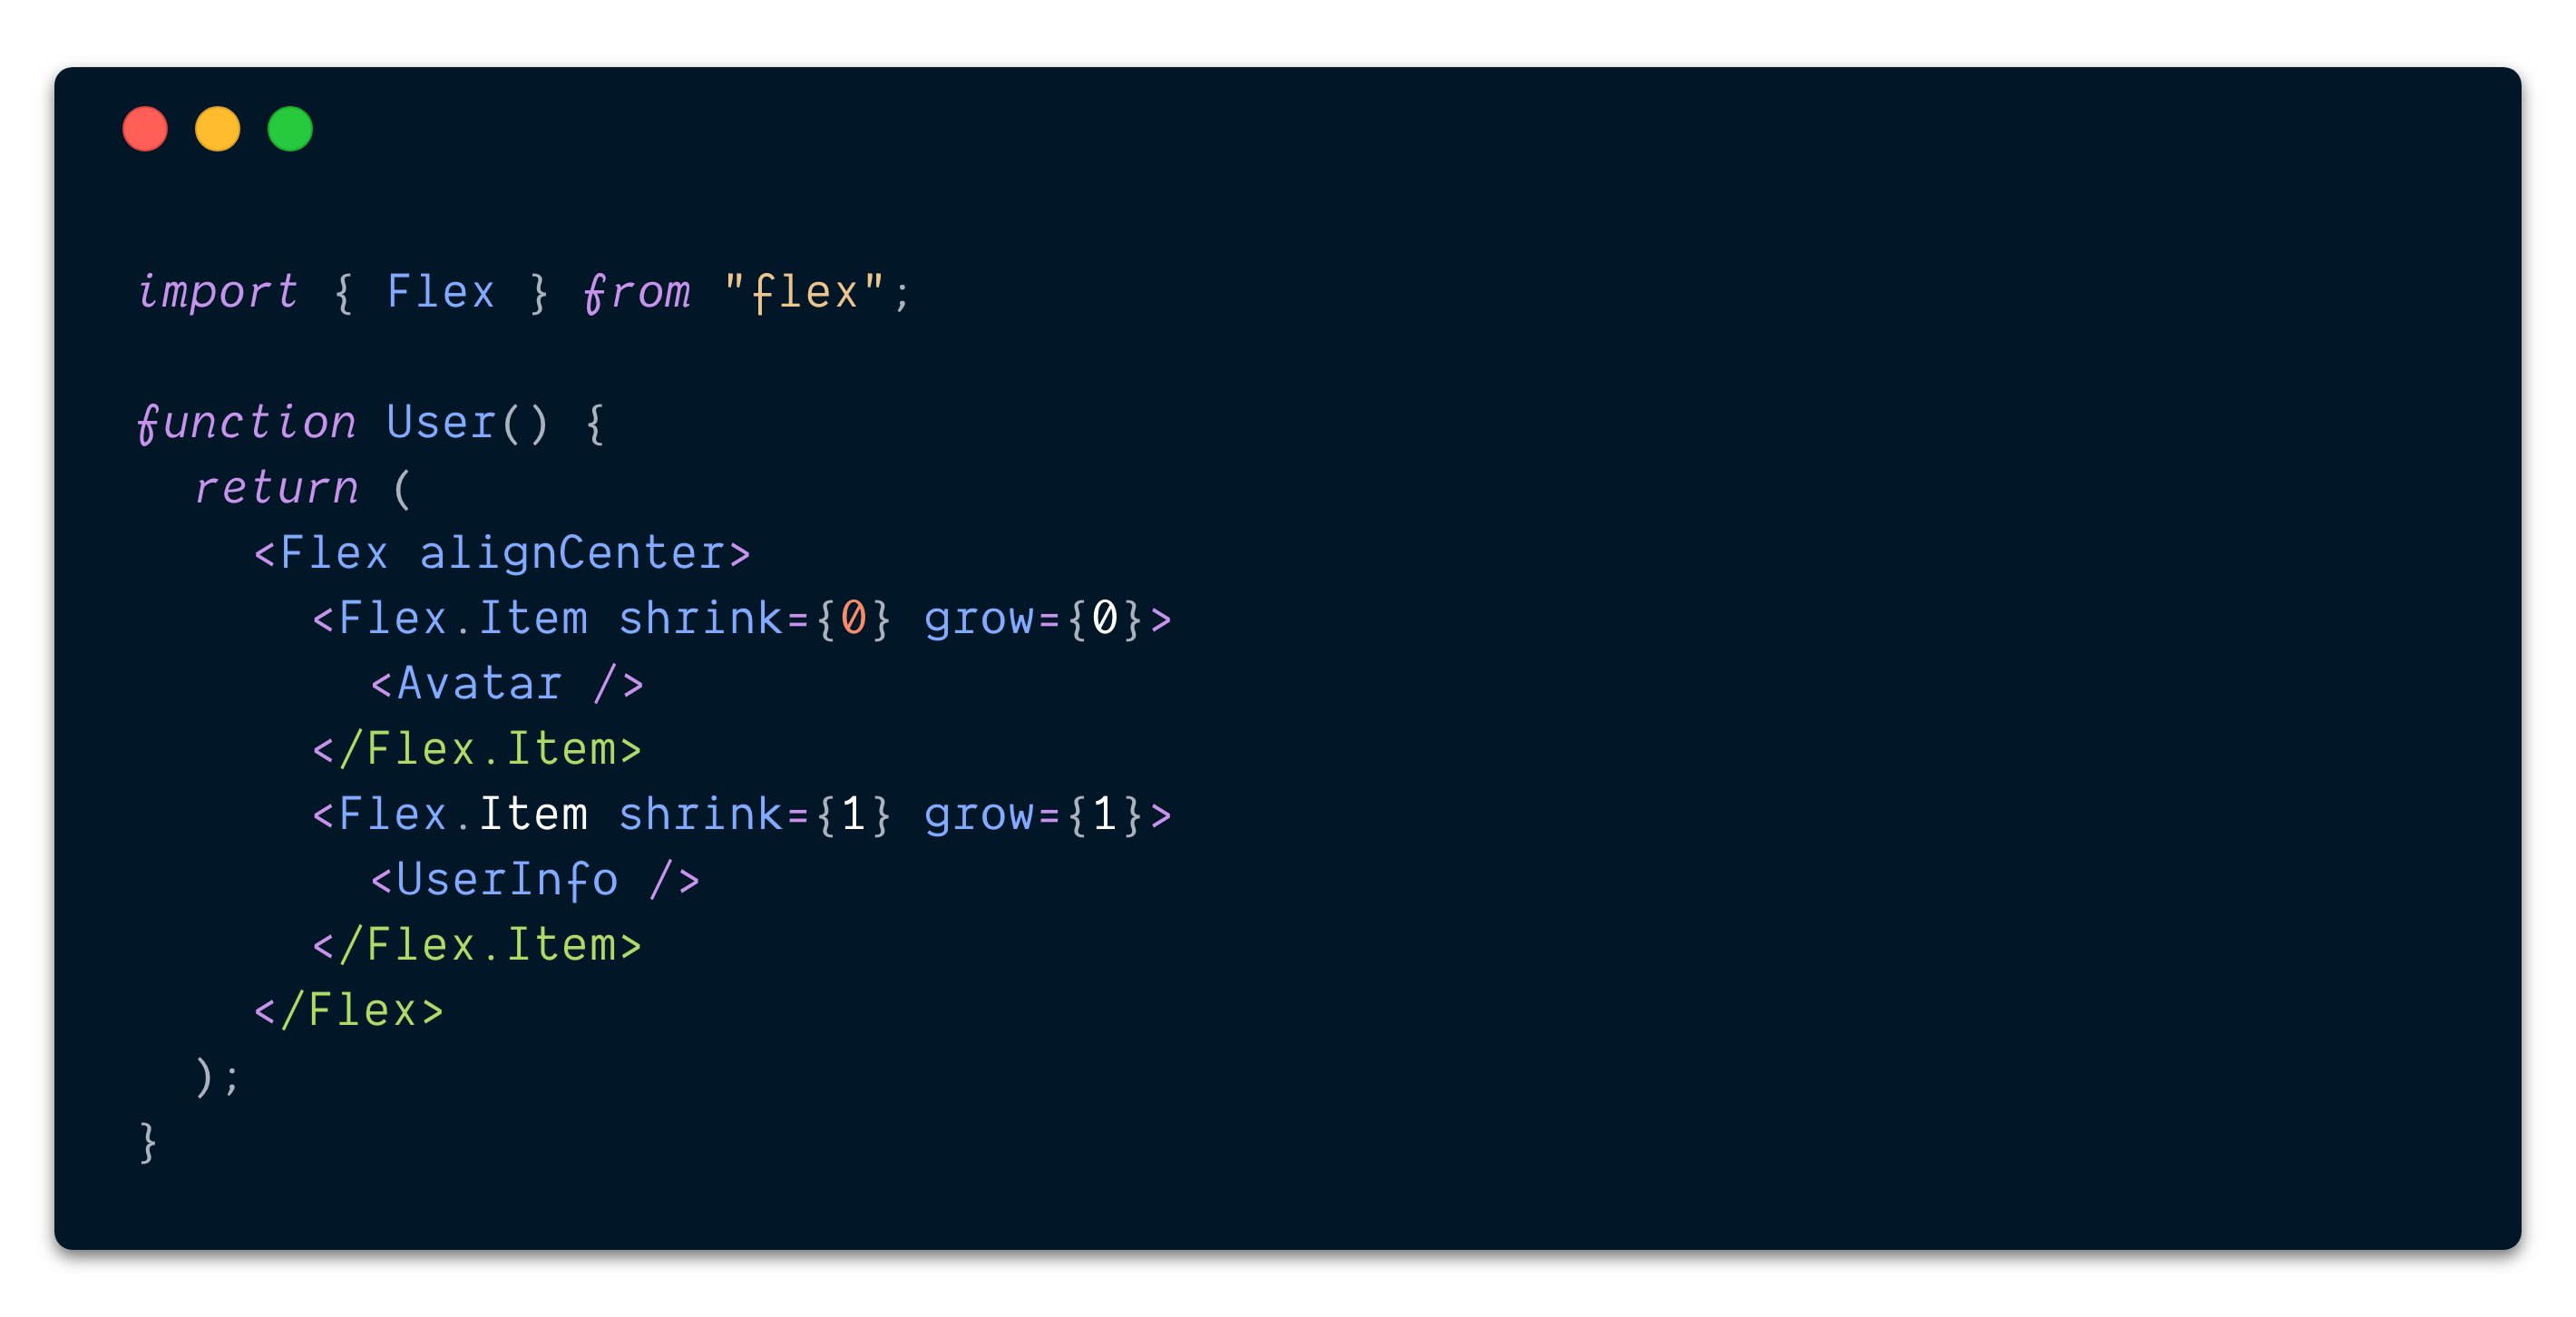 import { Flex } from "flex";
function User() {
return (
<Flex alignCenter>
<Flex.Item shrink={0} grow={0}>
<Avatar />
</Flex.Item>
<Flex.Item shrink={1} grow={1}>
<UserInfo />
</Flex.Item>
</Flex>
);
}